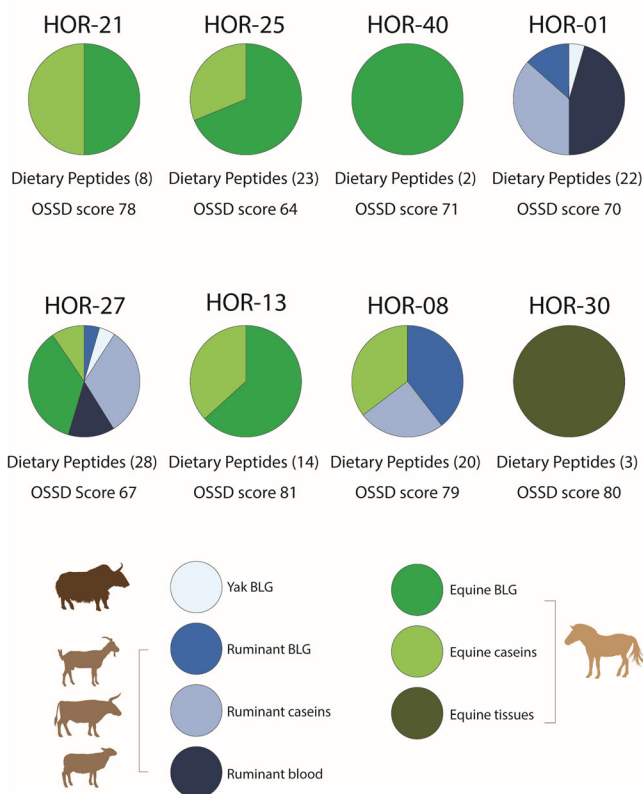 HOR-21
HOR-25
HOR-40
HOR-01
Dietary Peptides (8)
Dietary Peptides (23)
Dietary Peptides (2)
Dietary Peptides (22)
OSSD score 78
OSSD score 64
OSSD score 71
OSSD score 70
HOR-27
HOR-13
HOR-08
HOR-30
Dietary Peptides (28)
Dietary Peptides (14)
Dietary Peptides (20)
Dietary Peptides (3)
OSSD Score 67
OSSD score 81
OSSD score 79
OSSD score 80
Yak BLG
Ruminant BLG
Ruminant caseins
Ruminant blood
Equine BLG
Equine caseins
Equine tissues